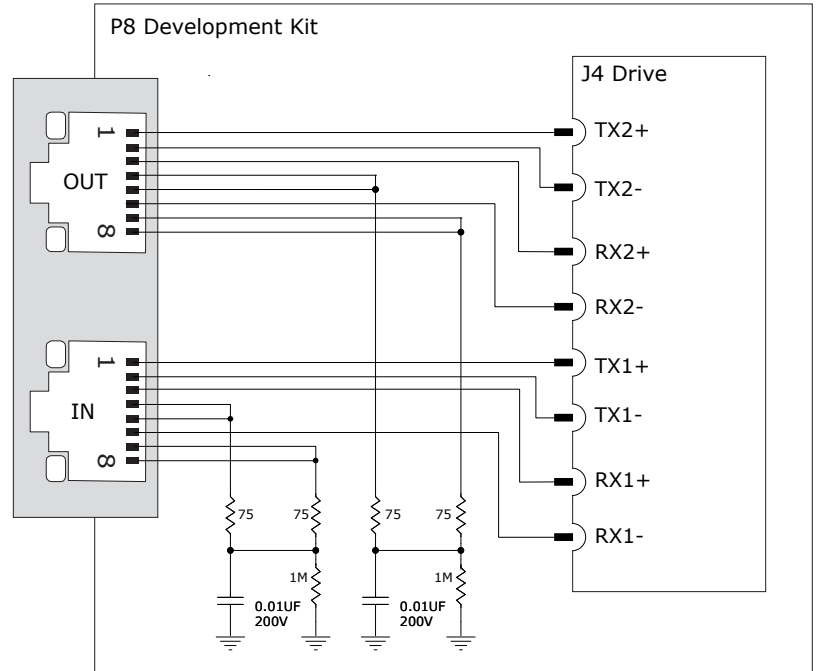 P8 Development Kit
J4 Drive
1
OUT
8
TX2+
TX2-
RX2+
RX2-
1
IN
8
TX1+
TX1-
RX1+
RX1-
75
75
75
75
1M
1M
0.01UF
200V
0.01UF
200V